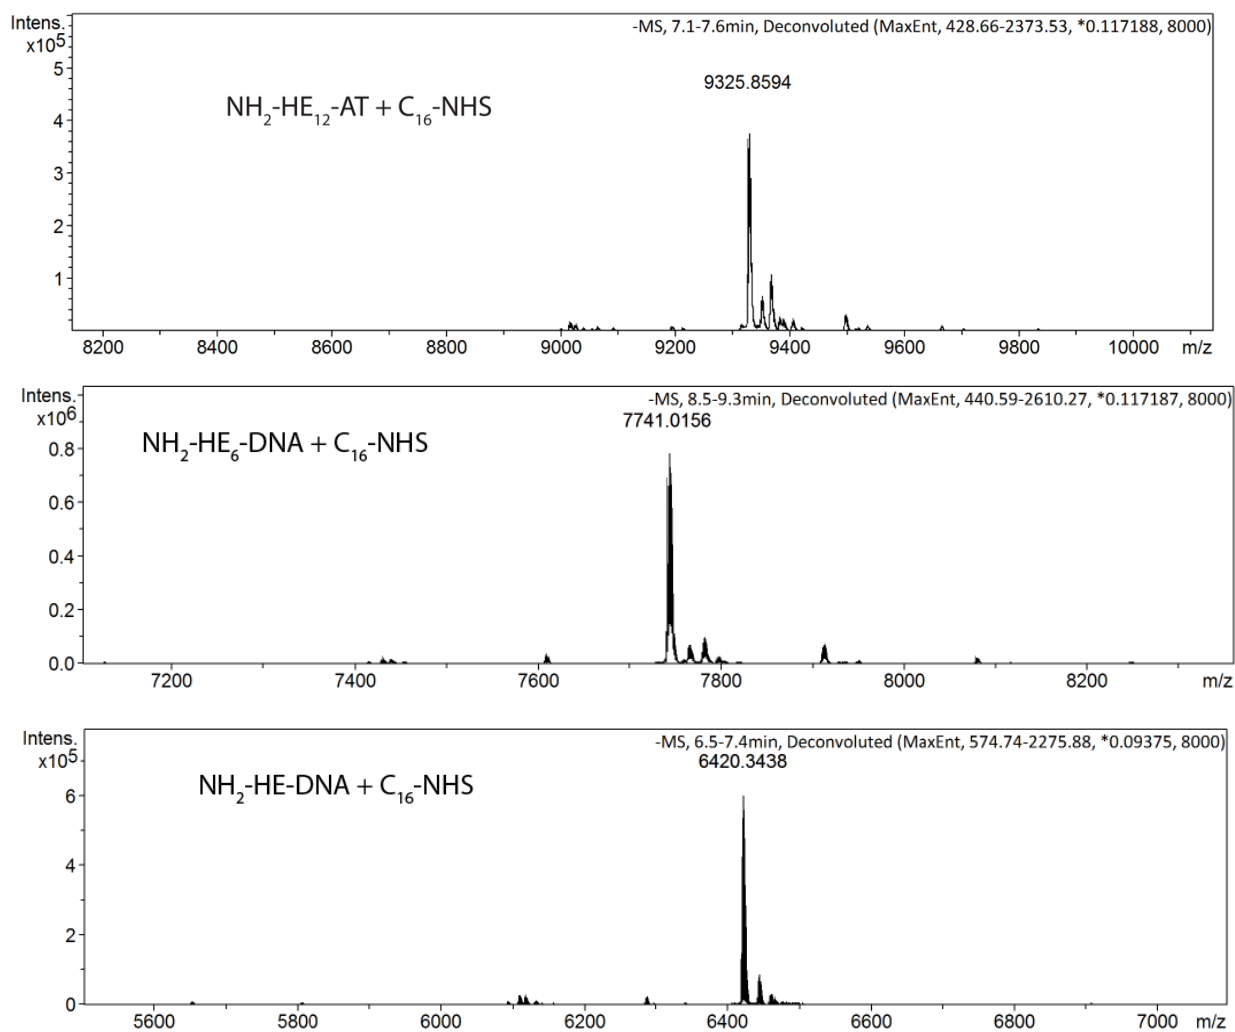 Intens.
x10⁵
-MS, 7.1-7.6min, Deconvoluted (MaxEnt, 428.66-2373.53, *0.117188, 8000)
5
9325.8594
NH₂-HE₁₂-AT + C₁₆-NHS
4
3
2
1
8200 8400 8600 8800 9000 9200 9400 9600 9800 10000 m/z
Intens.
x10⁶
-MS, 8.5-9.3min, Deconvoluted (MaxEnt, 440.59-2610.27, *0.117187, 8000)
7741.0156
NH₂-HE₆-DNA + C₁₆-NHS
0.8
0.6
0.4
0.2
0.0
7200 7400 7600 7800 8000 8200 m/z
Intens.
x10⁵
-MS, 6.5-7.4min, Deconvoluted (MaxEnt, 574.74-2275.88, *0.09375, 8000)
6420.3438
NH₂-HE-DNA + C₁₆-NHS
6
4
2
0
5600 5800 6000 6200 6400 6600 6800 7000 m/z